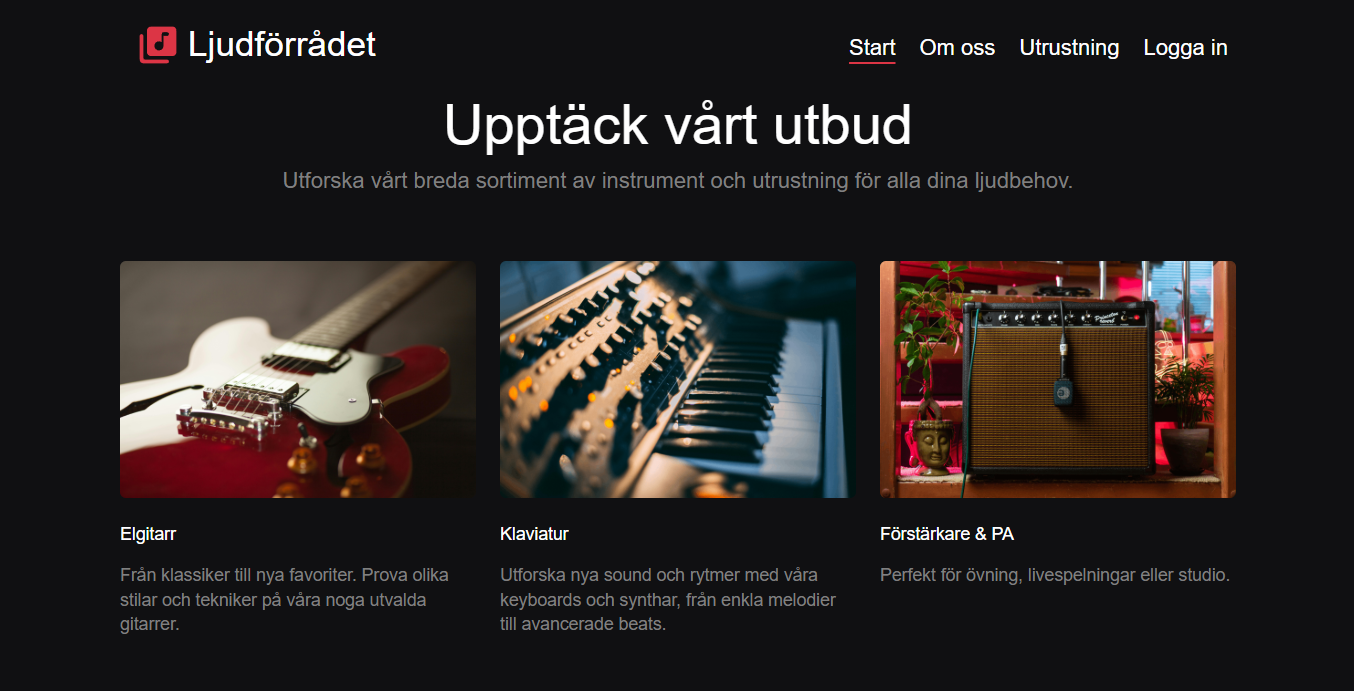 Ljudförrådet
Start Om oss Utrustning Logga in
Upptäck vårt utbud
Utforska vårt breda sortiment av instrument och utrustning för alla dina ljudbehov.
Princeton
Reverb
Elgitarr
Från klassiker till nya favoriter. Prova olika
stilar och tekniker på våra noga utvalda
gitarrer.
Klaviatur
Utforska nya sound och rytmer med våra
keyboards och synthar, från enkla melodier
till avancerade beats.
Förstärkare & PA
Perfekt för övning, livespelningar eller studio.